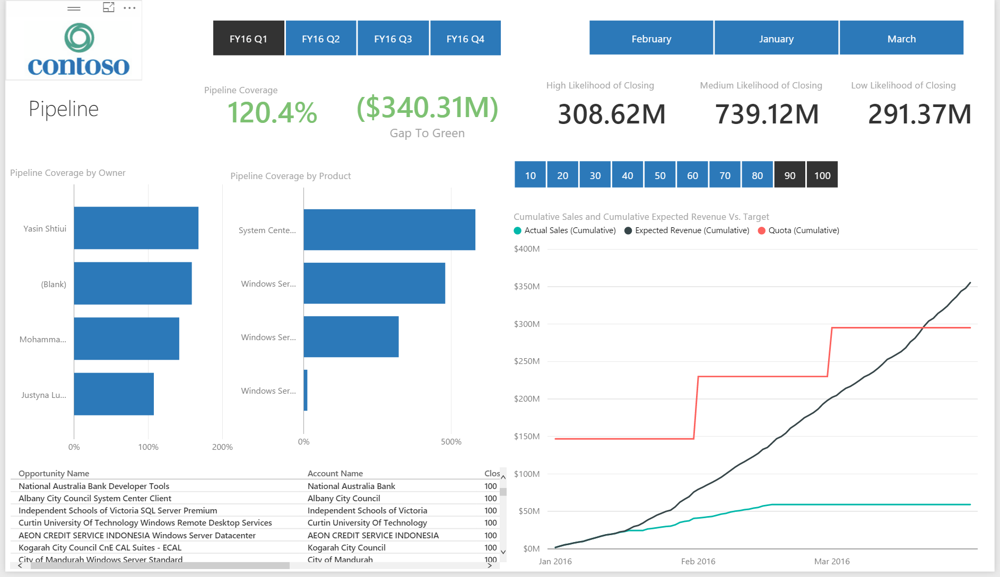 contoso
FY16 Q1 FY16 Q2 FY16 Q3 FY16 Q4
February January March
Pipeline
Pipeline Coverage
120.4%
($340.31M)
Gap To Green
High Likelihood of Closing
308.62M
Medium Likelihood of Closing
739.12M
Low Likelihood of Closing
291.37M
Pipeline Coverage by Owner
Yasin Shtiui
(Blank)
Mohamma...
Justyna Lu...
0% 100% 200%
Pipeline Coverage by Product
System Cente...
Windows Ser...
Windows Ser...
Windows Ser...
0% 500%
10 20 30 40 50 60 70 80 90 100
Cumulative Sales and Cumulative Expected Revenue Vs. Target
Actual Sales (Cumulative) Expected Revenue (Cumulative) Quota (Cumulative)
$400M
$350M
$300M
$250M
$200M
$150M
$100M
$50M
$0M
Jan 2016 Feb 2016 Mar 2016
Opportunity Name Account Name Clos
National Australia Bank Developer Tools National Australia Bank 100
Albany City Council System Center Client Albany City Council 100
Independent Schools of Victoria SQL Server Premium Independent Schools of Victoria 100
Curtin University Of Technology Windows Remote Desktop Services Curtin University Of Technology 100
AEON CREDIT SERVICE INDONESIA Windows Server Datacenter AEON CREDIT SERVICE INDONESIA 100
Kogarah City Council CnE CAL Suites - ECAL Kogarah City Council 100
City of Mandurah Windows Server Standard City of Mandurah 100